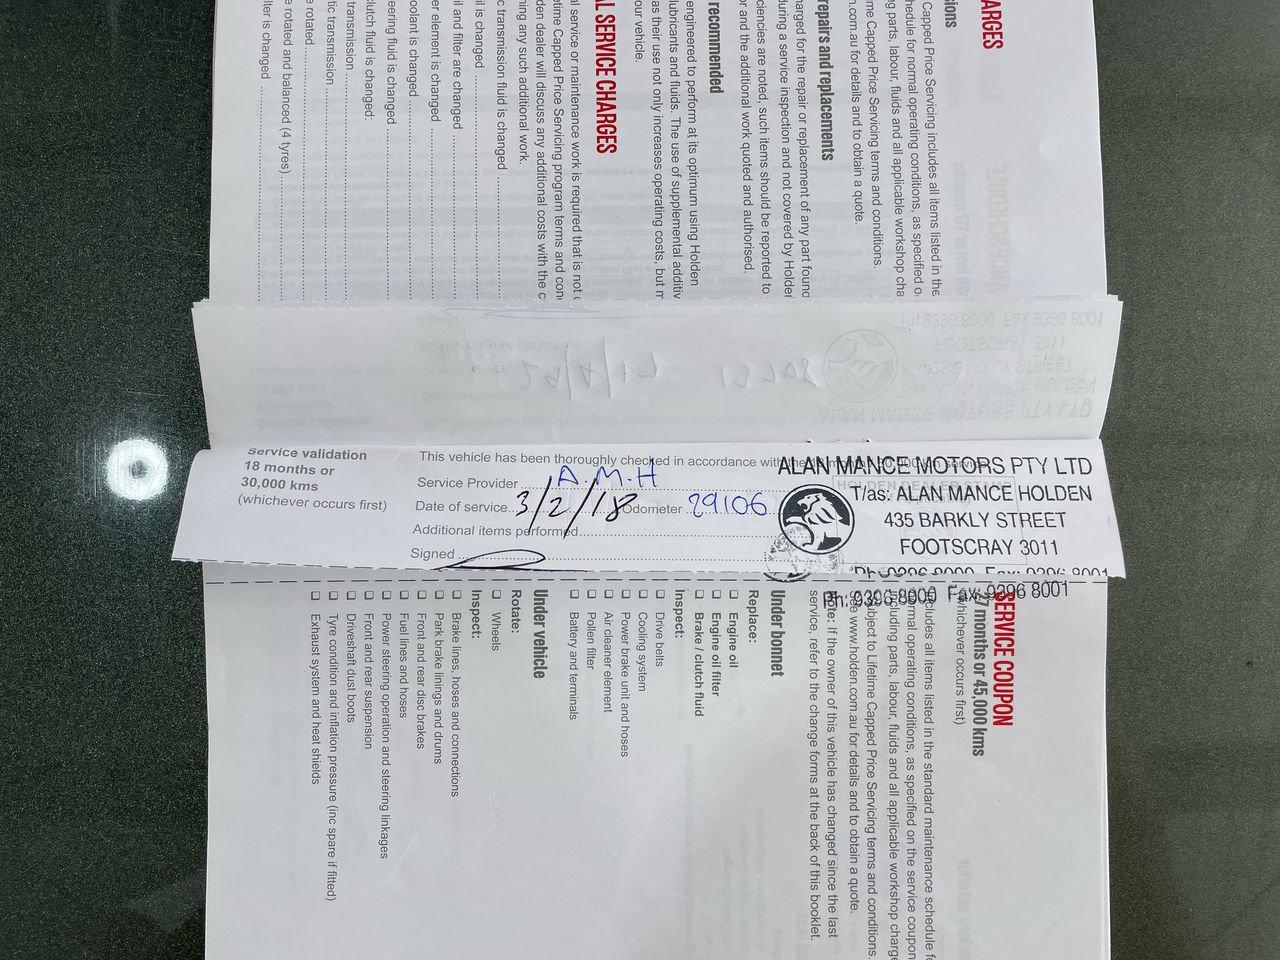 Service validation
18 months or
30,000 kms
(whichever occurs first)
This vehicle has been thoroughly checked in accordance with the
Service Provider A.M.H
Date of service 3/2/18 Odometer 29106
Additional items performed
Signed
HOLDEN DEALER STAMP
ALAN MANCE MOTORS PTY LTD
T/as: ALAN MANCE HOLDEN
435 BARKLY STREET
FOOTSCRAY 3011
Ph: 9396 8000 Fax: 9396 8001
Ph: 9396 8000 Fax: 9396 8001
SERVICE COUPON
27 months or 45,000 kms
(whichever occurs first)
cludes all items listed in the standard maintenance schedule f
rmal operating conditions, as specified on the service coupon
cluding parts, labour, fluids and all applicable workshop charge
ubject to Lifetime Capped Price Servicing terms and conditions.
www.holden.com.au for details and to obtain a quote.
te: If the owner of this vehicle has changed since the last
service, refer to the change forms at the back of this booklet.
Under bonnet
Replace:
Engine oil
Engine oil filter
Brake / clutch fluid
Inspect:
Drive belts
Cooling system
Power brake unit and hoses
Air cleaner element
Pollen filter
Battery and terminals
Under vehicle
Rotate:
Wheels
Inspect:
Brake lines, hoses and connections
Park brake linings and drums
Front and rear disc brakes
Fuel lines and hoses
Power steering operation and steering linkages
Front and rear suspension
Driveshaft dust boots
Tyre condition and inflation pressure (inc spare if fitted)
Exhaust system and heat shields
ARGES
sions
Capped Price Servicing includes all items listed in the
hedule for normal operating conditions, as specified o
g parts, labour, fluids and all applicable workshop cha
me Capped Price Servicing terms and conditions.
n.com.au for details and to obtain a quote.
repairs and replacements
harged for the repair or replacement of any part found
uring a service inspection and not covered by Holder
ciencies are noted, such items should be reported to
or and the additional work quoted and authorised.
recommended
engineered to perform at its optimum using Holden
lubricants and fluids. The use of supplemental additiv
as their use not only increases operating costs, but m
our vehicle.
AL SERVICE CHARGES
al service or maintenance work is required that is not c
etime Capped Price Servicing program terms and con
den dealer will discuss any additional costs with the c
ning any such additional work.
c transmission fluid is changed
il is changed
il and filter are changed
er element is changed
oolant is changed
eering fluid is changed
lutch fluid is changed:
transmission
tic transmission
e rotated
e rotated and balanced (4 tyres)
lter is changed